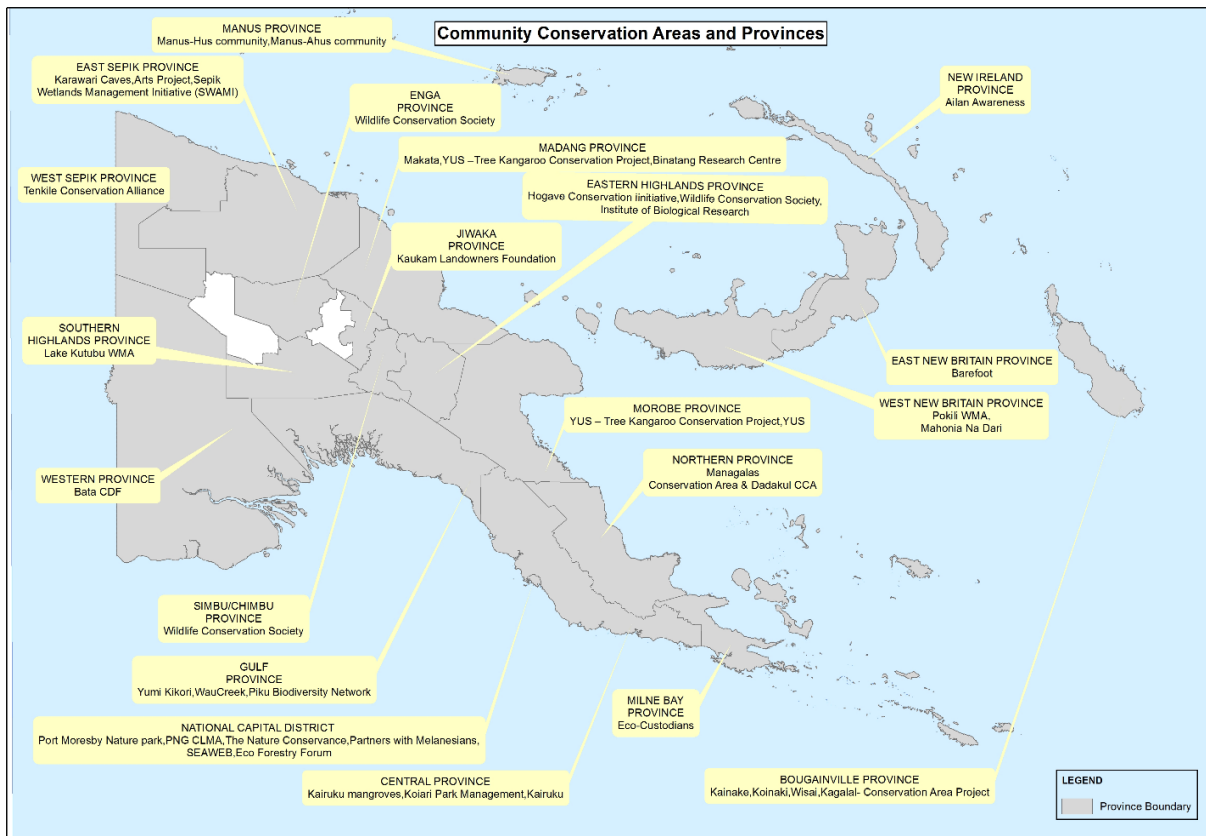 Community Conservation Areas and Provinces
MANUS PROVINCE
Manus-Hus community,Manus-Ahus community
EAST SEPIK PROVINCE
Karawari Caves,Arts Project,Sepik
Wetlands Management Initiative (SWAMI)
ENGA
PROVINCE
Wildlife Conservation Society
NEW IRELAND
PROVINCE
Ailan Awareness
MADANG PROVINCE
Makata,YUS –Tree Kangaroo Conservation Project,Binatang Research Centre
WEST SEPIK PROVINCE
Tenkile Conservation Alliance
EASTERN HIGHLANDS PROVINCE
Hogave Conservation Iinitiative,Wildlife Conservation Society,
Institute of Biological Research
JIWAKA
PROVINCE
Kaukam Landowners Foundation
SOUTHERN
HIGHLANDS PROVINCE
Lake Kutubu WMA
EAST NEW BRITAIN PROVINCE
Barefoot
WEST NEW BRITAIN PROVINCE
Pokili WMA,
Mahonia Na Dari
MOROBE PROVINCE
YUS – Tree Kangaroo Conservation Project,YUS
NORTHERN PROVINCE
Managalas
Conservation Area & Dadakul CCA
WESTERN PROVINCE
Bata CDF
SIMBU/CHIMBU
PROVINCE
Wildlife Conservation Society
GULF
PROVINCE
Yumi Kikori,WauCreek,Piku Biodiversity Network
MILNE BAY
PROVINCE
Eco-Custodians
NATIONAL CAPITAL DISTRICT
Port Moresby Nature park,PNG CLMA,The Nature Conservance,Partners with Melanesians,
SEAWEB,Eco Forestry Forum
CENTRAL PROVINCE
Kairuku mangroves,Koiari Park Management,Kairuku
BOUGAINVILLE PROVINCE
Kainake,Koinaki,Wisai,Kagalal- Conservation Area Project
LEGEND
Province Boundary